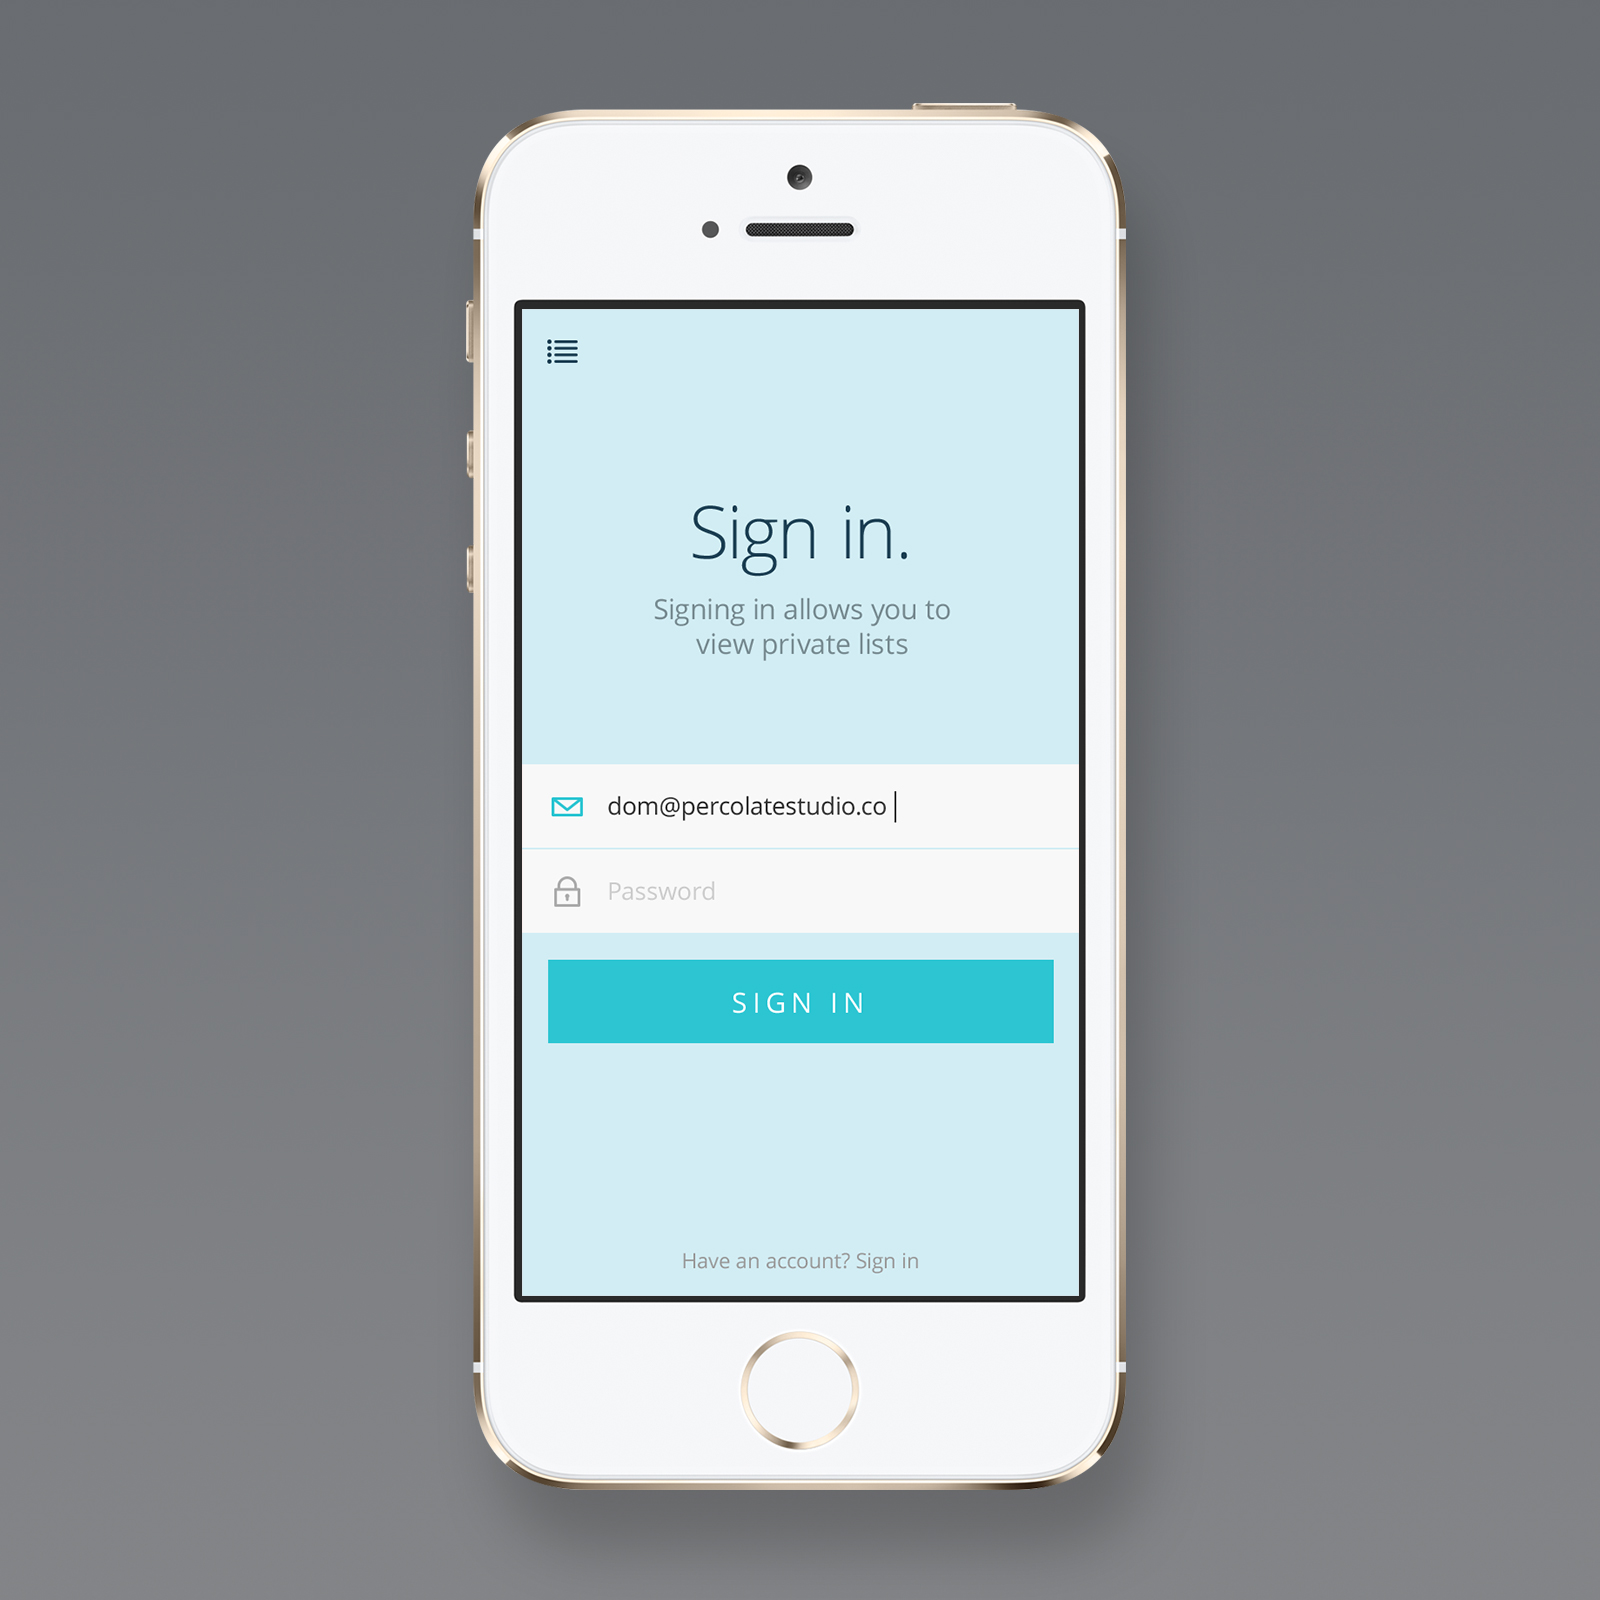 Sign in.
Signing in allows you to
view private lists
dom@percolatestudio.co
Password
SIGN IN
Have an account? Sign in